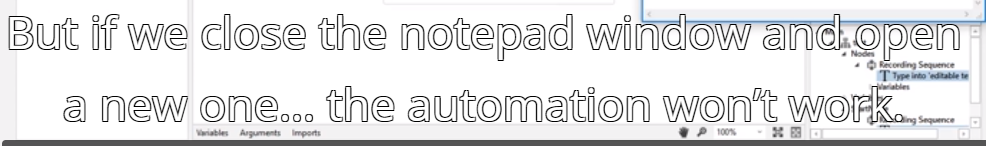 But if we close the notepad window and open
Nodes
Recording Sequence
Type into 'editable te
Variables
a new one... the automation won't work.
Recording Sequence
Variables Arguments Imports 100%